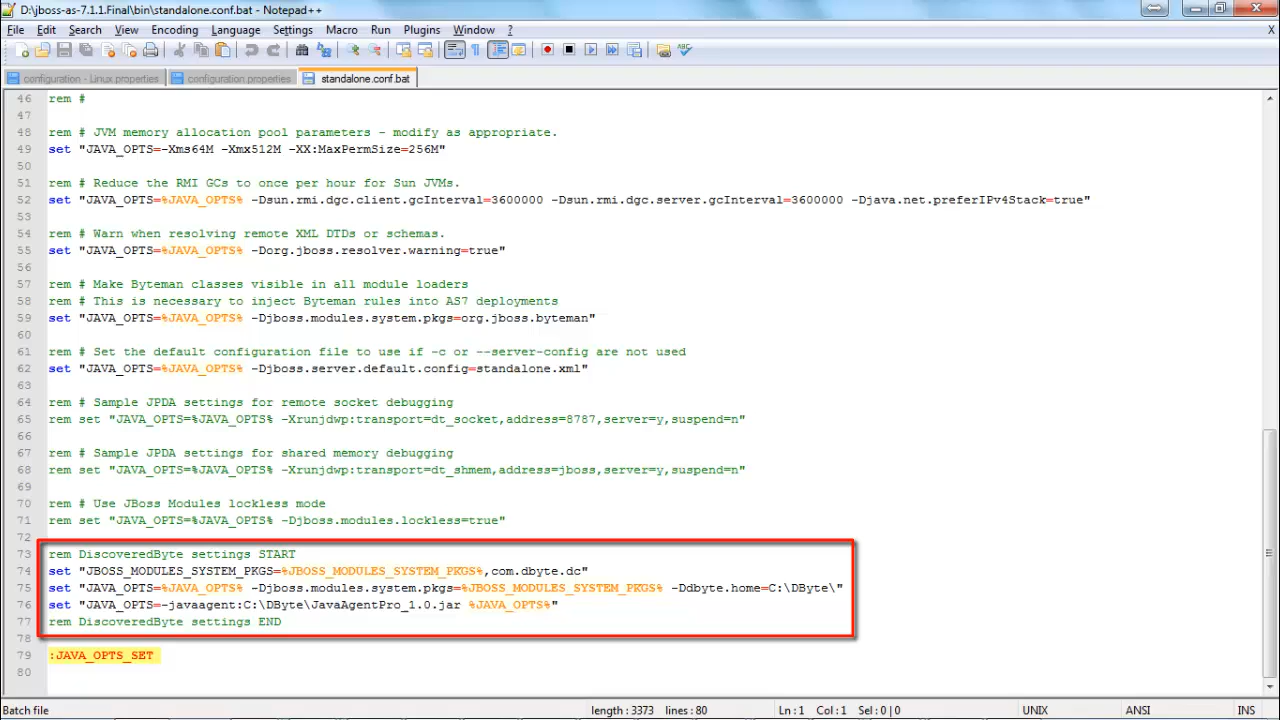 D:\jboss-as-7.1.1.Final\bin\standalone.conf.bat - Notepad++
File Edit Search View Encoding Language Settings Macro Run Plugins Window ? X
configuration - Linux.properties configuration.properties standalone.conf.bat
46 rem #
47
48 rem # JVM memory allocation pool parameters - modify as appropriate.
49 set "JAVA_OPTS=-Xms64M -Xmx512M -XX:MaxPermSize=256M"
50
51 rem # Reduce the RMI GCs to once per hour for Sun JVMs.
52 set "JAVA_OPTS=%JAVA_OPTS% -Dsun.rmi.dgc.client.gcInterval=3600000 -Dsun.rmi.dgc.server.gcInterval=3600000 -Djava.net.preferIPv4Stack=true"
53
54 rem # Warn when resolving remote XML DTDs or schemas.
55 set "JAVA_OPTS=%JAVA_OPTS% -Dorg.jboss.resolver.warning=true"
56
57 rem # Make Byteman classes visible in all module loaders
58 rem # This is necessary to inject Byteman rules into AS7 deployments
59 set "JAVA_OPTS=%JAVA_OPTS% -Djboss.modules.system.pkgs=org.jboss.byteman"
60
61 rem # Set the default configuration file to use if -c or --server-config are not used
62 set "JAVA_OPTS=%JAVA_OPTS% -Djboss.server.default.config=standalone.xml"
63
64 rem # Sample JPDA settings for remote socket debugging
65 rem set "JAVA_OPTS=%JAVA_OPTS% -Xrunjdwp:transport=dt_socket,address=8787,server=y,suspend=n"
66
67 rem # Sample JPDA settings for shared memory debugging
68 rem set "JAVA_OPTS=%JAVA_OPTS% -Xrunjdwp:transport=dt_shmem,address=jboss,server=y,suspend=n"
69
70 rem # Use JBoss Modules lockless mode
71 rem set "JAVA_OPTS=%JAVA_OPTS% -Djboss.modules.lockless=true"
72
73 rem DiscoveredByte settings START
74 set "JBOSS_MODULES_SYSTEM_PKGS=%JBOSS_MODULES_SYSTEM_PKGS%,com.dbyte.dc"
75 set "JAVA_OPTS=%JAVA_OPTS% -Djboss.modules.system.pkgs=%JBOSS_MODULES_SYSTEM_PKGS% -Ddbyte.home=C:\DByte\"
76 set "JAVA_OPTS=-javaagent:C:\DByte\JavaAgentPro_1.0.jar %JAVA_OPTS%"
77 rem DiscoveredByte settings END
78
79 :JAVA_OPTS_SET
80
Batch file length : 3373 lines : 80 Ln : 1 Col : 1 Sel : 0 | 0 UNIX ANSI INS